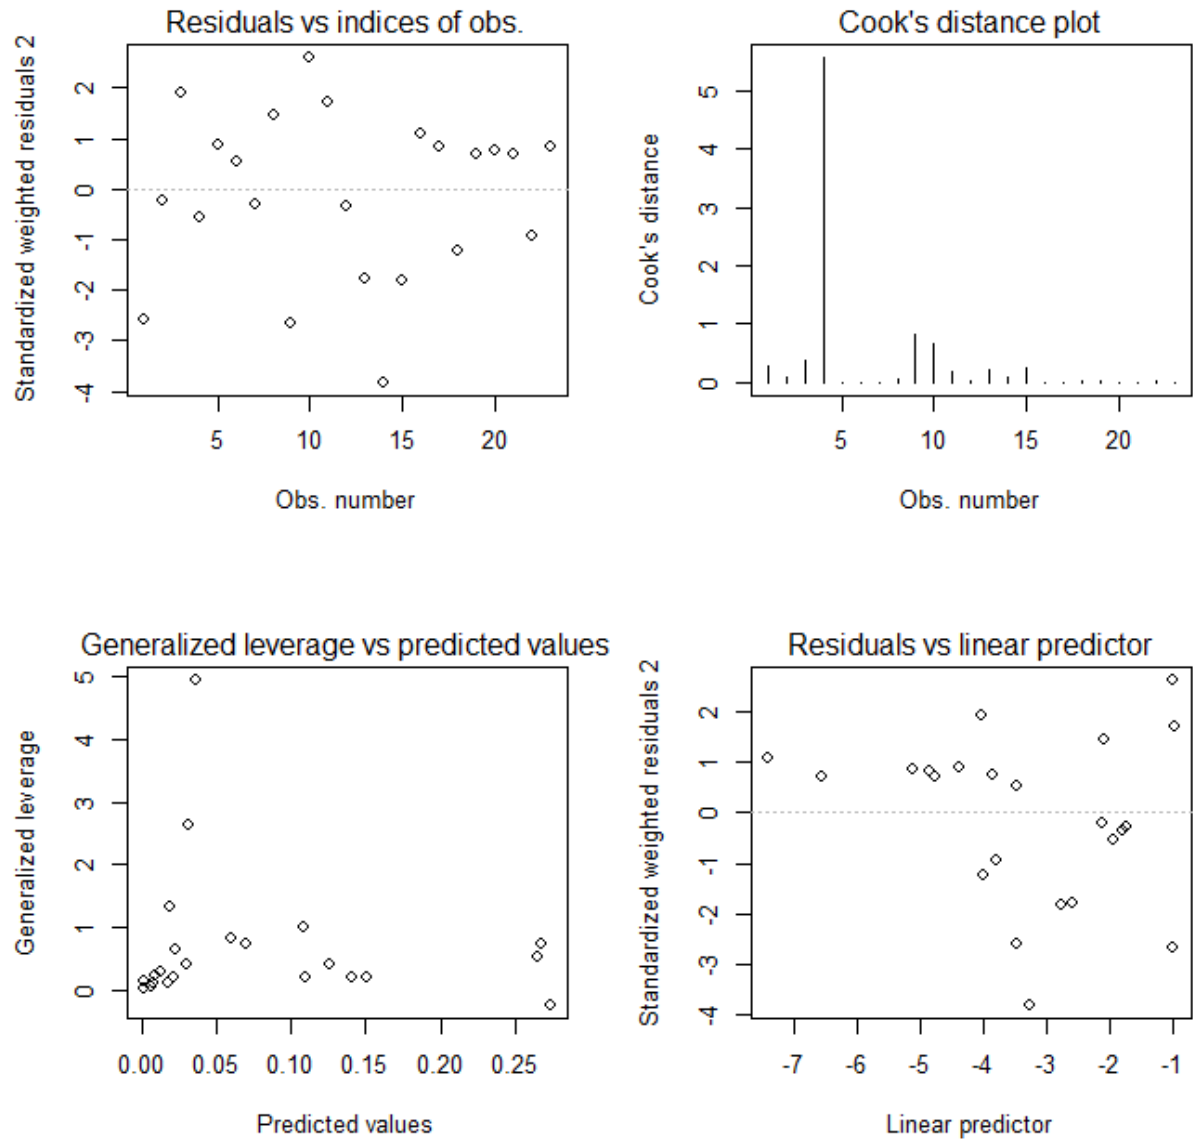 Residuals vs indices of obs.
Standardized weighted residuals 2
2
1
0
-1
-2
-3
-4
5 10 15 20
Obs. number
Cook's distance plot
Cook's distance
5
4
3
2
1
0
5 10 15 20
Obs. number
Generalized leverage vs predicted values
Generalized leverage
5
4
3
2
1
0
0.00 0.05 0.10 0.15 0.20 0.25
Predicted values
Residuals vs linear predictor
Standardized weighted residuals 2
2
1
0
-1
-2
-3
-4
-7 -6 -5 -4 -3 -2 -1
Linear predictor